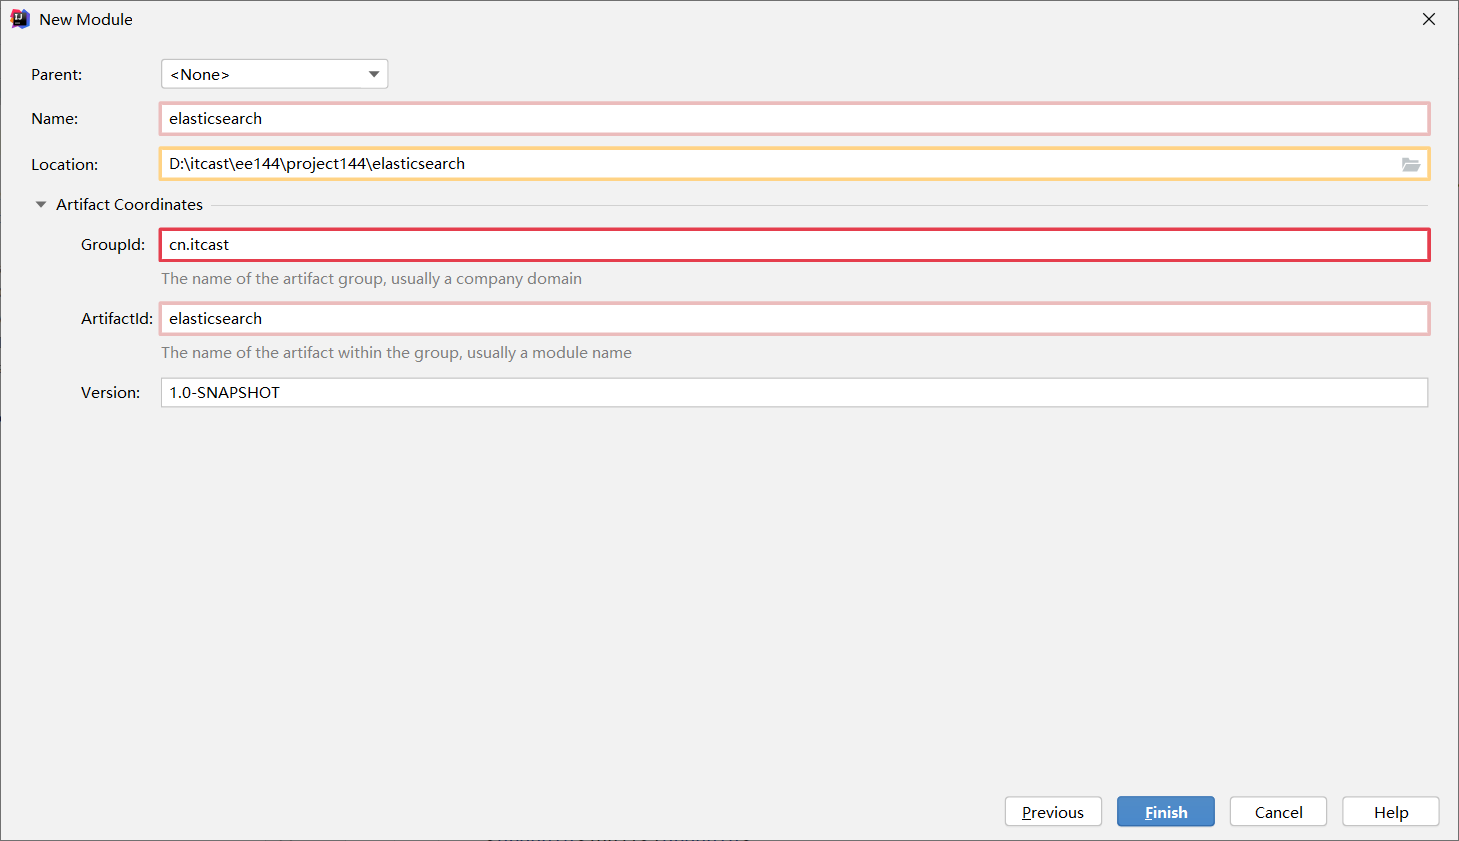 New Module
Parent: <None>
Name: elasticsearch
Location: D:\itcast\ee144\project144\elasticsearch
Artifact Coordinates
GroupId: cn.itcast
The name of the artifact group, usually a company domain
ArtifactId: elasticsearch
The name of the artifact within the group, usually a module name
Version: 1.0-SNAPSHOT
Previous Finish Cancel Help